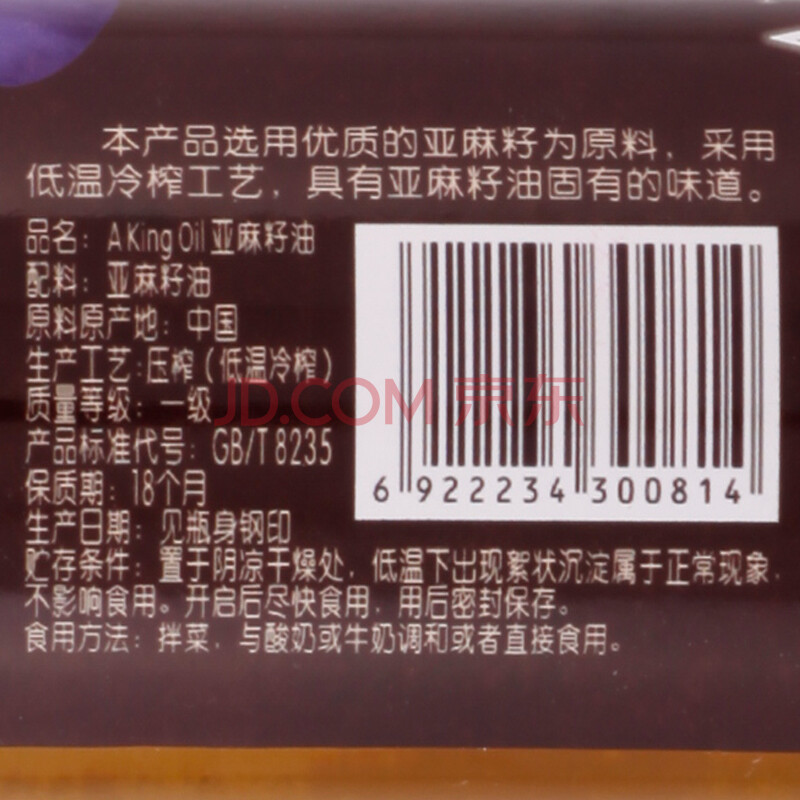 本产品选用优质的亚麻籽为原料，采用
低温冷榨工艺，具有亚麻籽油固有的味道。
品名：A King Oil 亚麻籽油
配料：亚麻籽油
原料原产地：中国
生产工艺：压榨（低温冷榨）
质量等级：一级
产品标准代号：GB/T 8235
保质期：18个月
生产日期：见瓶身钢印
贮存条件：置于阴凉干燥处，低温下出现絮状沉淀属于正常现象，
不影响食用。开启后尽快食用，用后密封保存。
食用方法：拌菜，与酸奶或牛奶调和或者直接食用。
6 922234 300814
JD.COM 京东